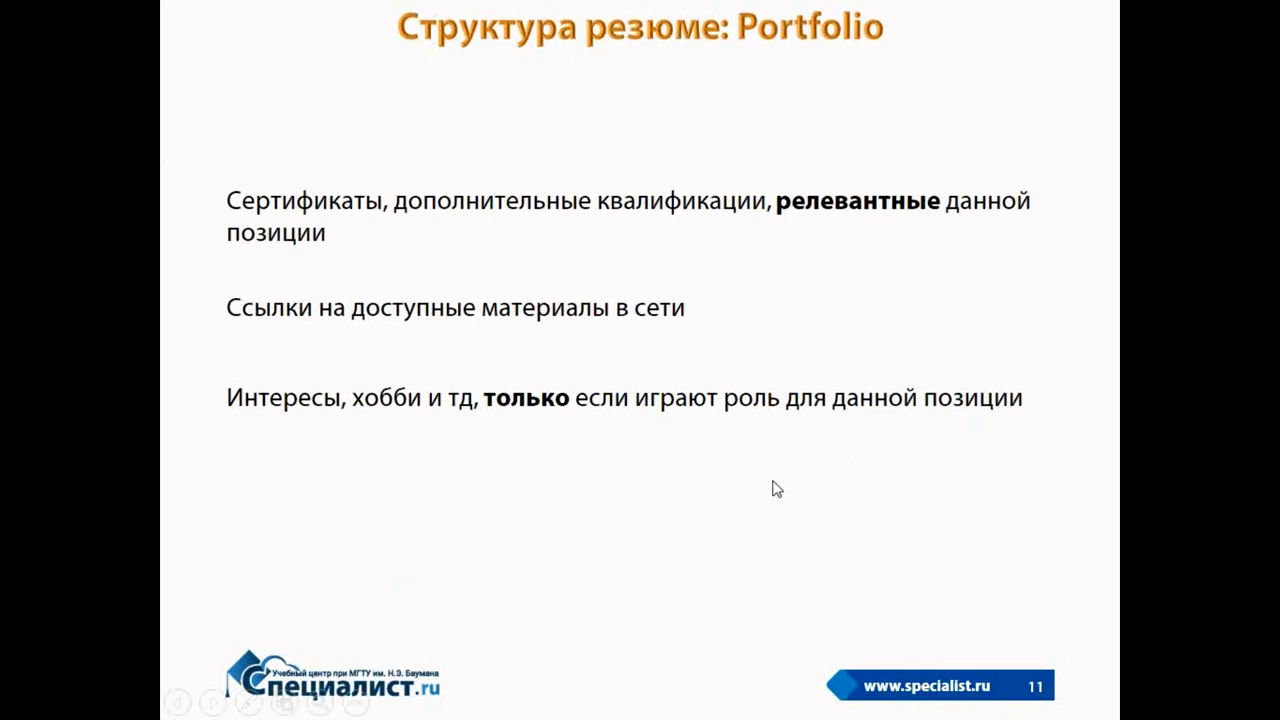 Структура резюме: Portfolio
Сертификаты, дополнительные квалификации, релевантные данной
позиции
Ссылки на доступные материалы в сети
Интересы, хобби и тд, только если играют роль для данной позиции
Учебный центр при МГТУ им. Н.Э. Баумана
Специалист.ru
www.specialist.ru 11